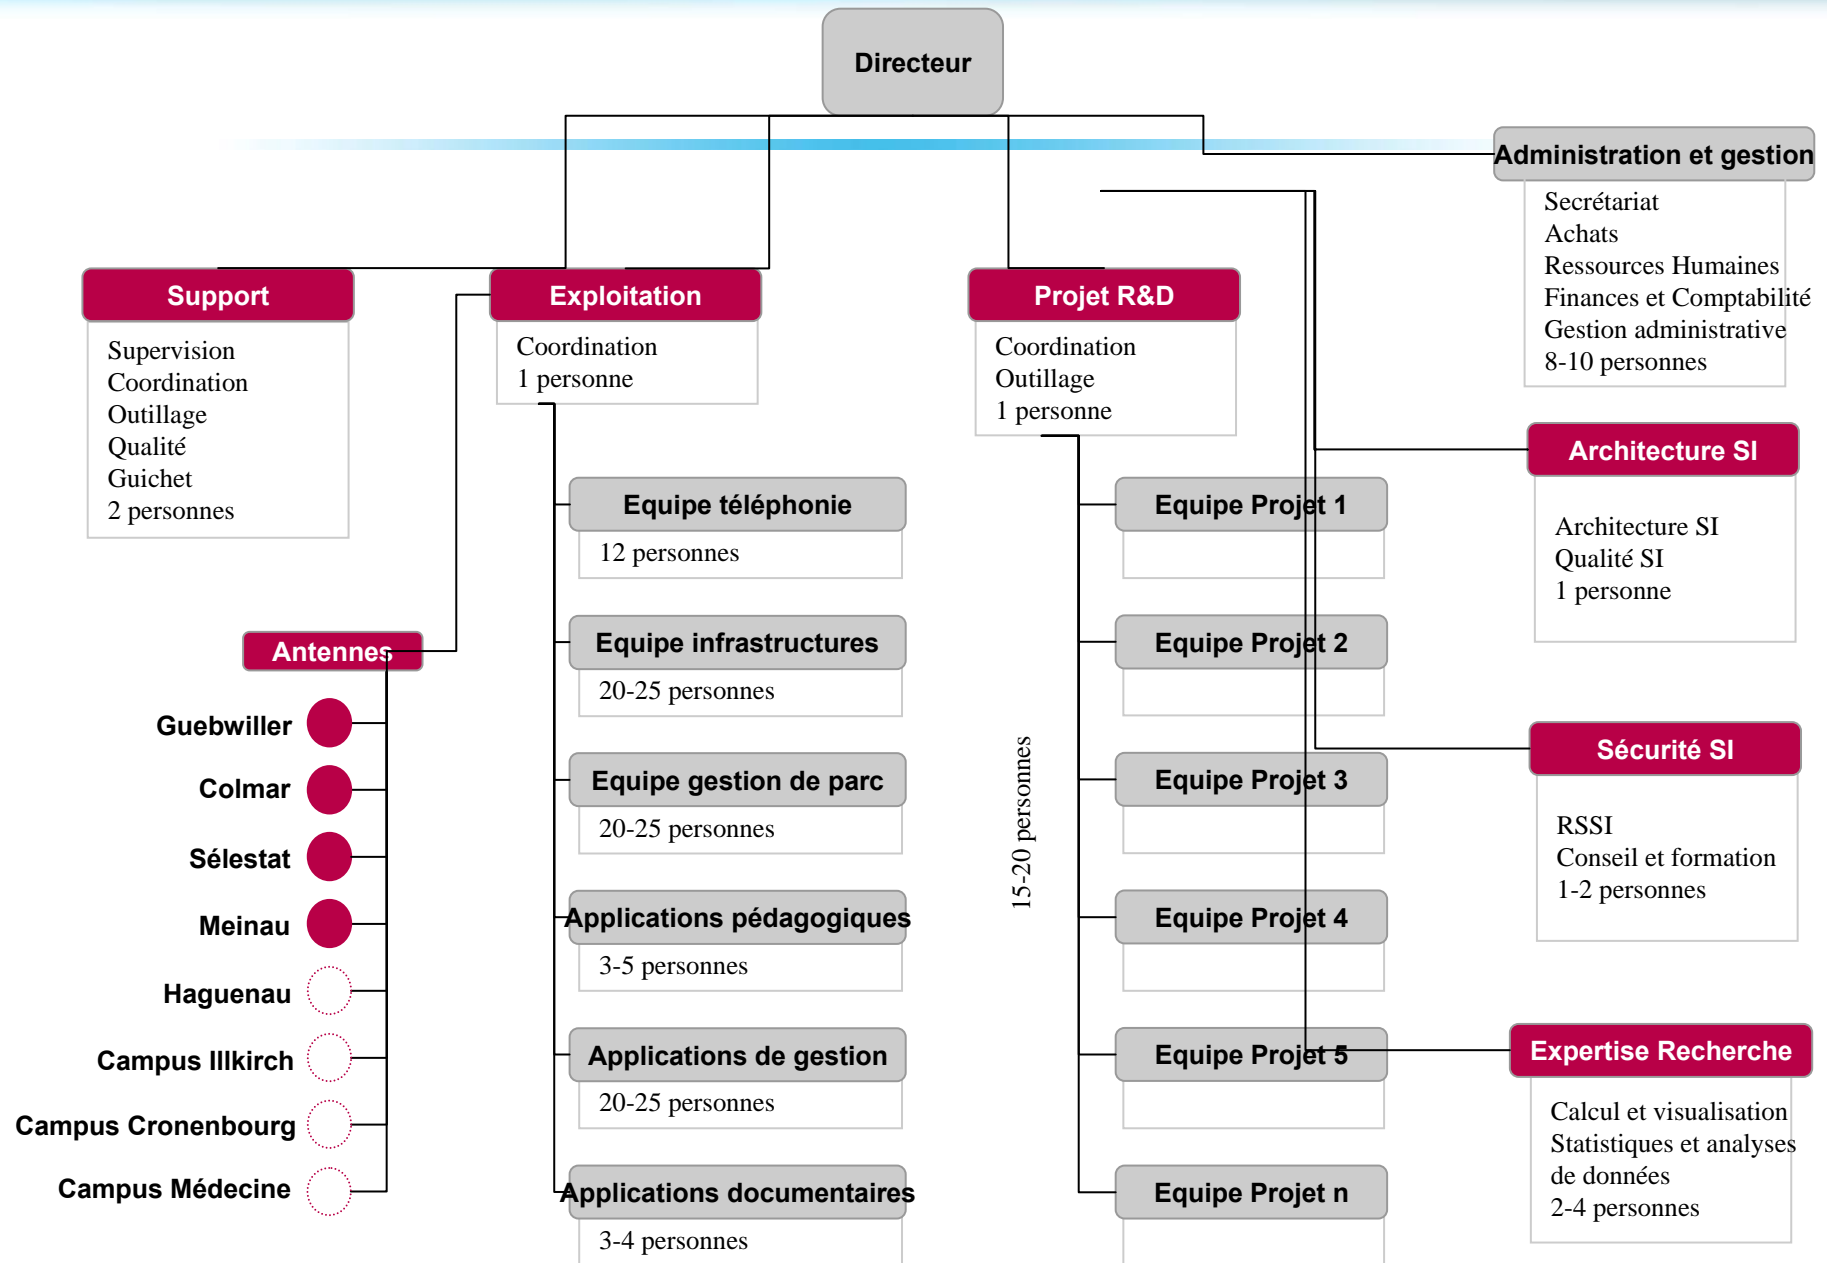 Directeur
Administration et gestion
Secrétariat
Achats
Ressources Humaines
Finances et Comptabilité
Gestion administrative
8-10 personnes
Support
Supervision
Coordination
Outillage
Qualité
Guichet
2 personnes
Exploitation
Coordination
1 personne
Projet R&D
Coordination
Outillage
1 personne
Architecture SI
Architecture SI
Qualité SI
1 personne
Equipe téléphonie
12 personnes
Equipe infrastructures
20-25 personnes
Equipe gestion de parc
20-25 personnes
Applications pédagogiques
3-5 personnes
Applications de gestion
20-25 personnes
Applications documentaires
3-4 personnes
Antennes
Guebwiller
Colmar
Sélestat
Meinau
Haguenau
Campus Illkirch
Campus Cronenbourg
Campus Médecine
15-20 personnes
Equipe Projet 1
Equipe Projet 2
Equipe Projet 3
Equipe Projet 4
Equipe Projet 5
Equipe Projet n
Sécurité SI
RSSI
Conseil et formation
1-2 personnes
Expertise Recherche
Calcul et visualisation
Statistiques et analyses
de données
2-4 personnes